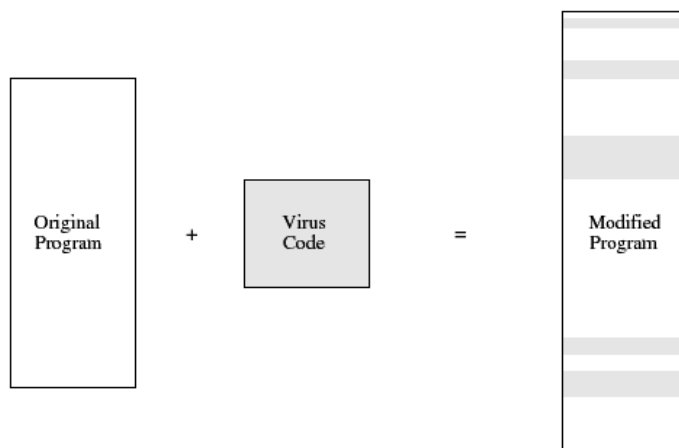 Original
Program
+
Virus
Code
=
Modified
Program